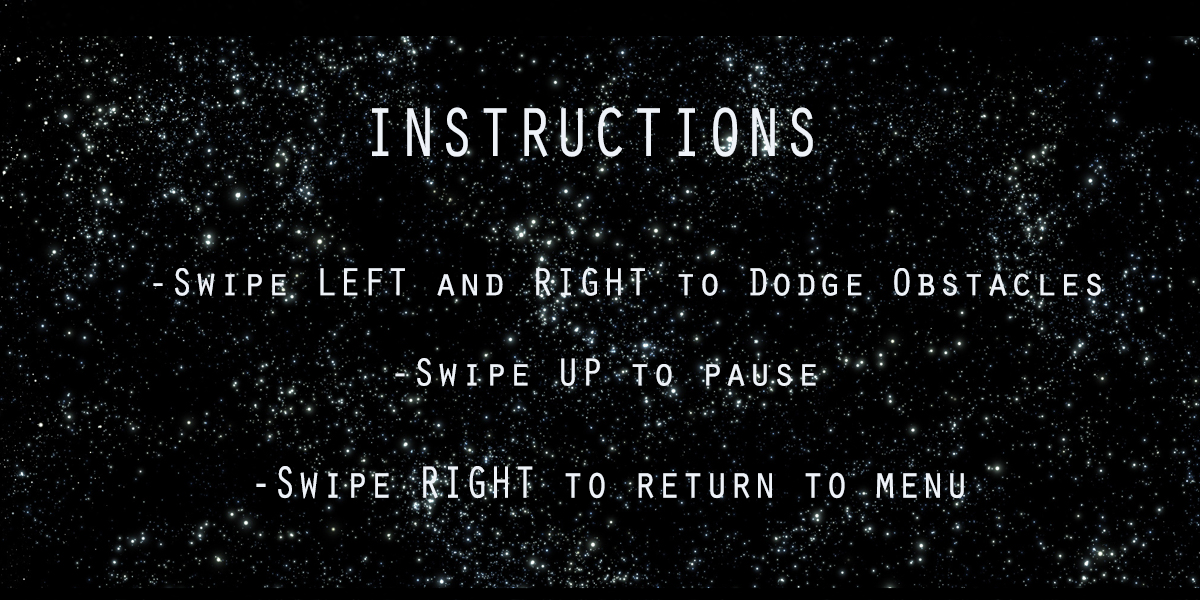 INSTRUCTIONS
-Swipe LEFT and RIGHT to Dodge Obstacles
-Swipe UP to pause
-Swipe RIGHT to return to menu